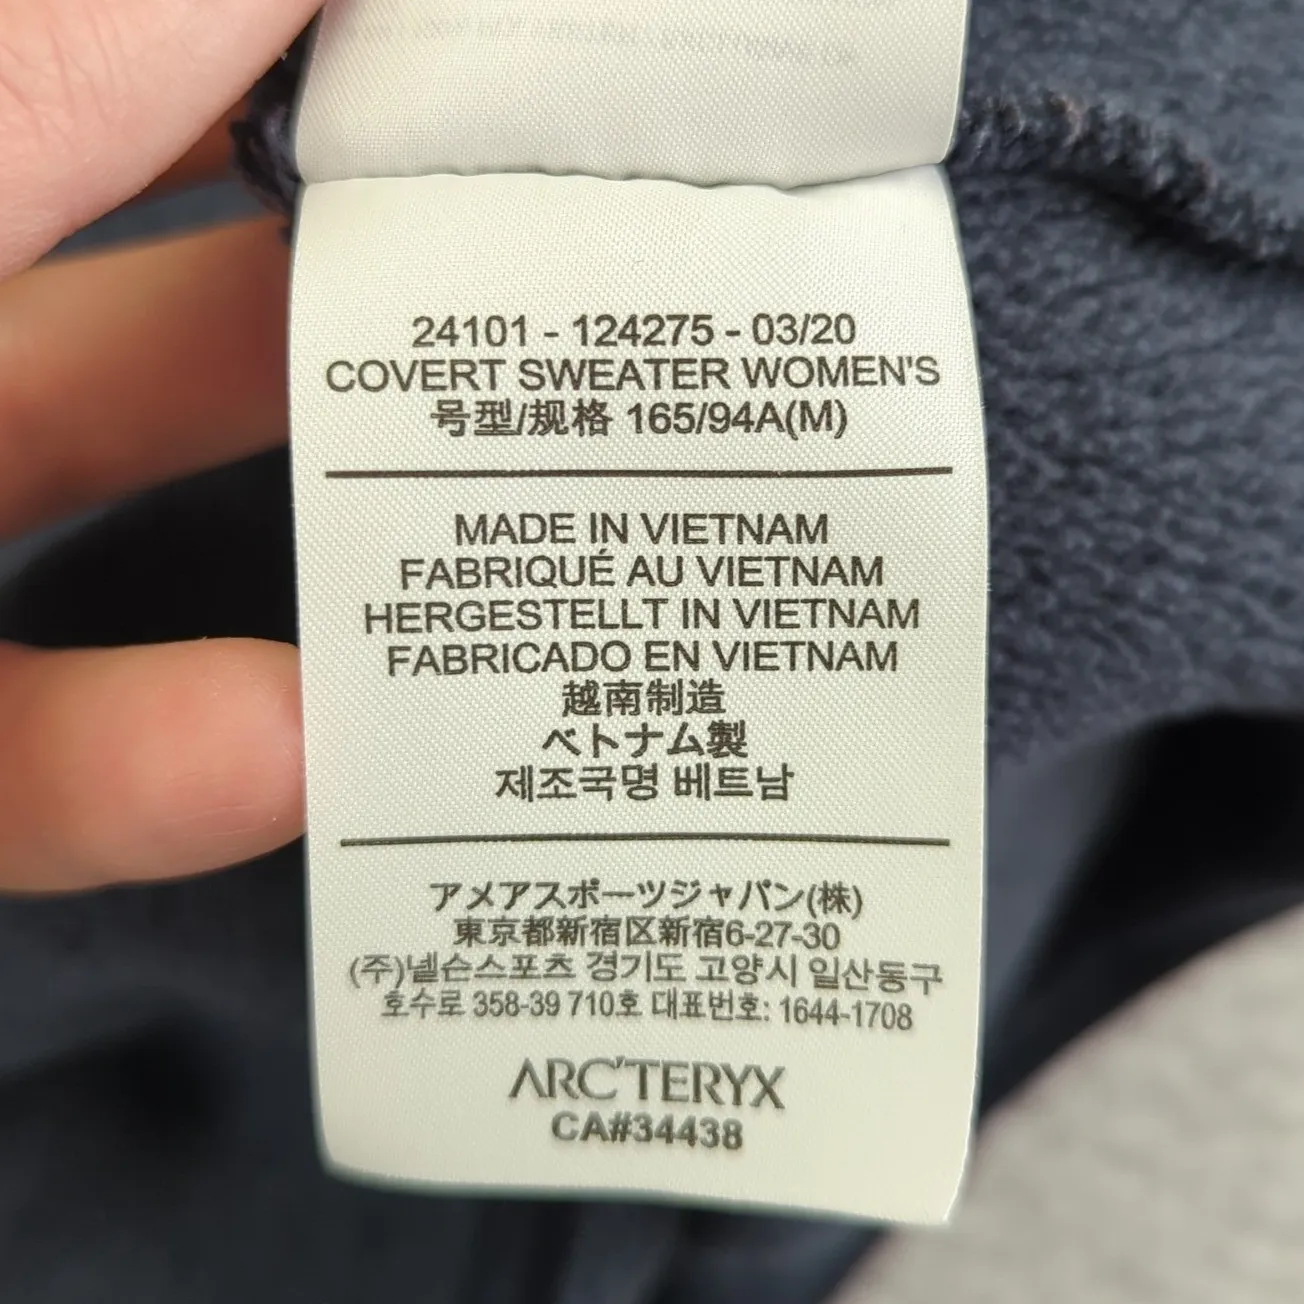 24101 - 124275 - 03/20
COVERT SWEATER WOMEN'S
号型/规格 165/94A(M)
MADE IN VIETNAM
FABRIQUÉ AU VIETNAM
HERGESTELLT IN VIETNAM
FABRICADO EN VIETNAM
越南制造
ベトナム製
제조국명 베트남
アメアスポーツジャパン(株)
東京都新宿区新宿6-27-30
(주)넬슨스포츠 경기도 고양시 일산동구
호수로 358-39 710호 대표번호: 1644-1708
ARC'TERYX
CA#34438